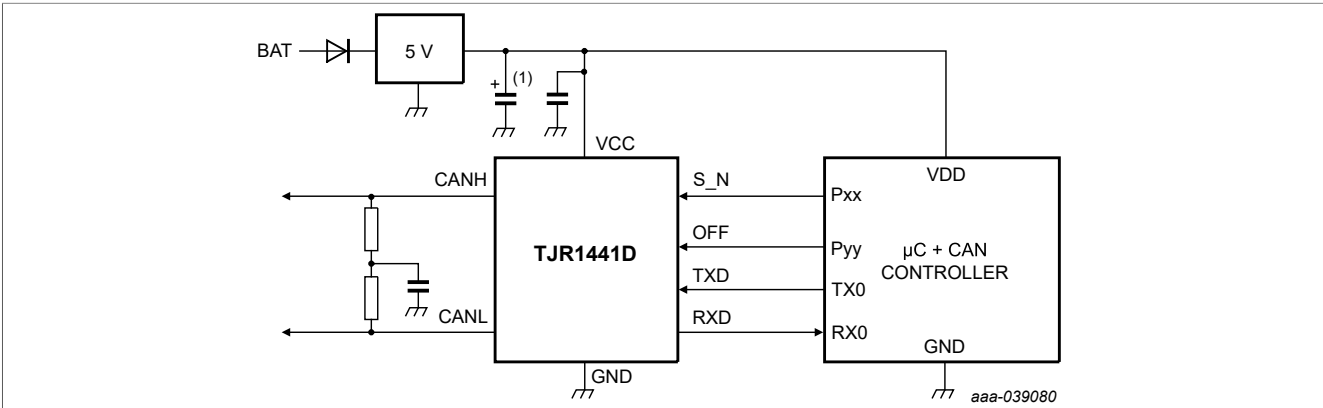 BAT
5 V
+
(1)
VCC
VDD
CANH
S_N
Pxx
TJR1441D
OFF
Pyy
µC + CAN
CONTROLLER
TXD
TX0
CANL
RXD
RX0
GND
GND
aaa-039080